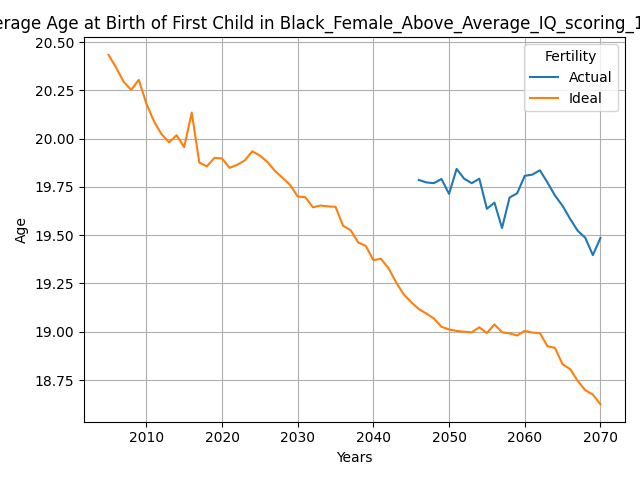 erage Age at Birth of First Child in Black_Female_Above_Average_IQ_scoring_1
Fertility
Actual
Ideal
20.50
20.25
20.00
19.75
19.50
19.25
19.00
18.75
Age
2010 2020 2030 2040 2050 2060 2070
Years